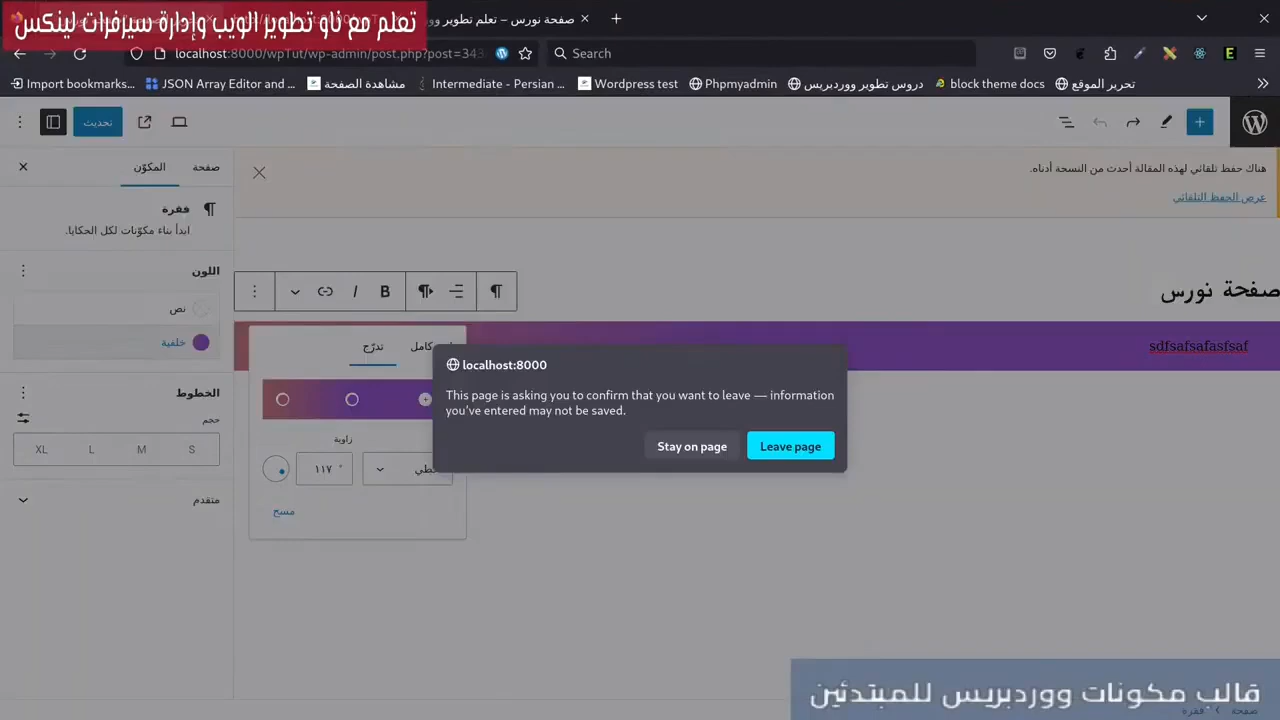 تعلم مع ناو تطوير الويب وإدارة سيرفرات لينكس
صفحة نورس – تعلم تطوير وورد
localhost:8000/wpTut/wp-admin/post.php?post=343
Search
Import bookmarks...
JSON Array Editor and ...
مشاهدة الصفحة
Intermediate - Persian ...
Wordpress test
Phpmyadmin
دروس تطوير ووردبريس
block theme docs
تحرير الموقع
تحديث
صفحة
المكوّن
هناك حفظ تلقائي لهذه المقالة أحدث من النسخة أدناه.
عرض الحفظ التلقائي
فقرة
ابدأ بناء مكوّنات لكل الحكايا.
اللون
نص
خلفية
الخطوط
حجم
S
M
L
XL
متقدم
B
I
صفحة نورس
sdfsafsafasfsaf
كامل
تدرّج
زاوية
١١٧ °
مسح
localhost:8000
This page is asking you to confirm that you want to leave — information
you've entered may not be saved.
Stay on page
Leave page
قالب مكونات ووردبريس للمبتدئين
صفحة
فقرة